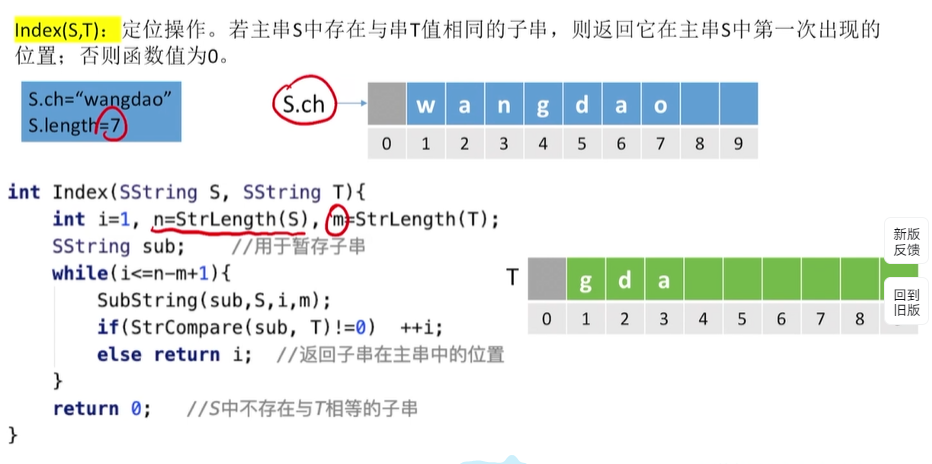 Index(S,T)：定位操作。若主串S中存在与串T值相同的子串，则返回它在主串S中第一次出现的
位置；否则函数值为0。
S.ch=“wangdao”
S.length=7
S.ch
w a n g d a o
0 1 2 3 4 5 6 7 8 9
int Index(SString S, SString T){
int i=1, n=StrLength(S), m=StrLength(T);
SString sub; //用于暂存子串
while(i<=n-m+1){
SubString(sub,S,i,m);
if(StrCompare(sub, T)!=0) ++i;
else return i; //返回子串在主串中的位置
}
return 0; //S中不存在与T相等的子串
}
T
g d a
0 1 2 3 4 5 6 7 8
新版
反馈
回到
旧版